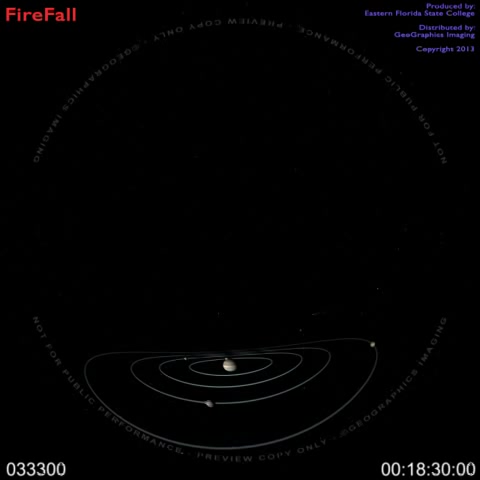 FireFall
Pruduced by:
Eastern Florida State College
Distributed by:
GeoGraphics Imaging
Copyright 2013
NOT FOR PUBLIC PERFORMANCE - PREVIEW COPY ONLY - ©GEOGRAPHICS IMAGING
NOT FOR PUBLIC PERFORMANCE - PREVIEW COPY ONLY - ©GEOGRAPHICS IMAGING
033300
00:18:30:00